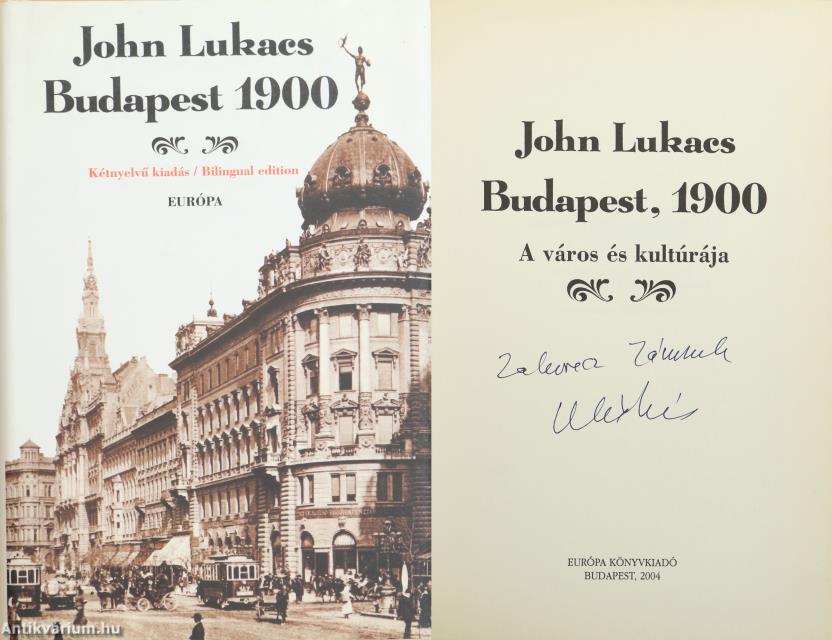 John Lukacs
Budapest 1900
Kétnyelvű kiadás / Bilingual edition
EURÓPA
Antikvárium.hu
John Lukacs
Budapest, 1900
A város és kultúrája
EURÓPA KÖNYVKIADÓ
BUDAPEST, 2004